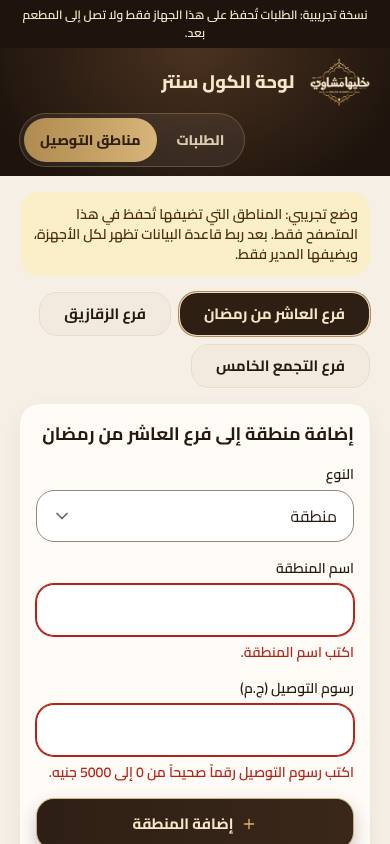 نسخة تجريبية: الطلبات تُحفظ على هذا الجهاز فقط ولا تصل إلى المطعم
بعد.
نخليها مشاوي
لوحة الكول سنتر
الطلبات
مناطق التوصيل
وضع تجريبي: المناطق التي تضيفها تُحفظ في هذا
المتصفح فقط. بعد ربط قاعدة البيانات تظهر لكل الأجهزة،
ويضيفها المدير فقط.
فرع العاشر من رمضان
فرع الزقازيق
فرع التجمع الخامس
إضافة منطقة إلى فرع العاشر من رمضان
النوع
منطقة
اسم المنطقة
اكتب اسم المنطقة.
رسوم التوصيل (ج.م)
اكتب رسوم التوصيل رقماً صحيحاً من 0 إلى 5000 جنيه.
+ إضافة المنطقة